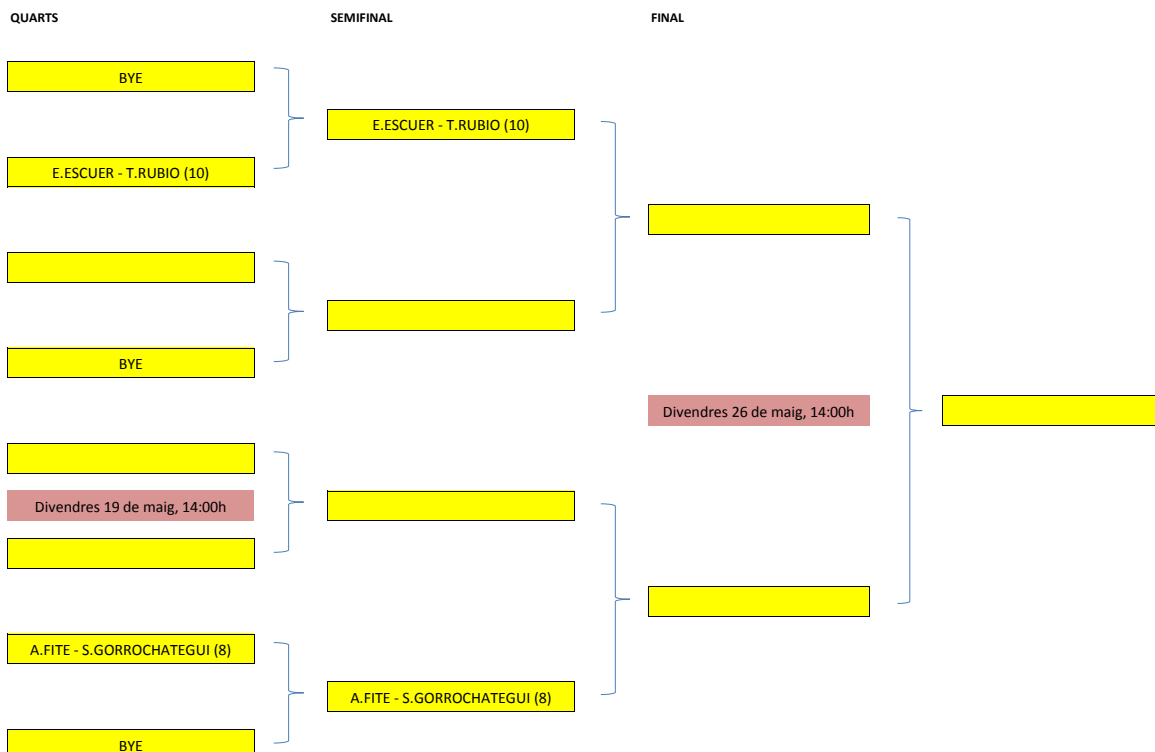 QUARTS
SEMIFINAL
FINAL
BYE
E.ESCUER - T.RUBIO (10)
E.ESCUER - T.RUBIO (10)
BYE
Divendres 26 de maig, 14:00h
Divendres 19 de maig, 14:00h
A.FITE - S.GORROCHATEGUI (8)
A.FITE - S.GORROCHATEGUI (8)
BYE